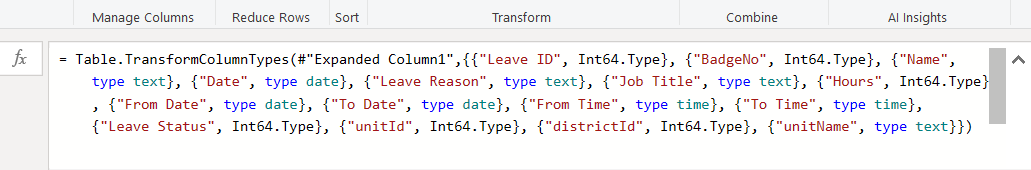 Manage Columns Reduce Rows Sort Transform Combine AI Insights
fx = Table.TransformColumnTypes(#"Expanded Column1",{{"Leave ID", Int64.Type}, {"BadgeNo", Int64.Type}, {"Name",
type text}, {"Date", type date}, {"Leave Reason", type text}, {"Job Title", type text}, {"Hours", Int64.Type}
, {"From Date", type date}, {"To Date", type date}, {"From Time", type time}, {"To Time", type time},
{"Leave Status", Int64.Type}, {"unitId", Int64.Type}, {"districtId", Int64.Type}, {"unitName", type text}})